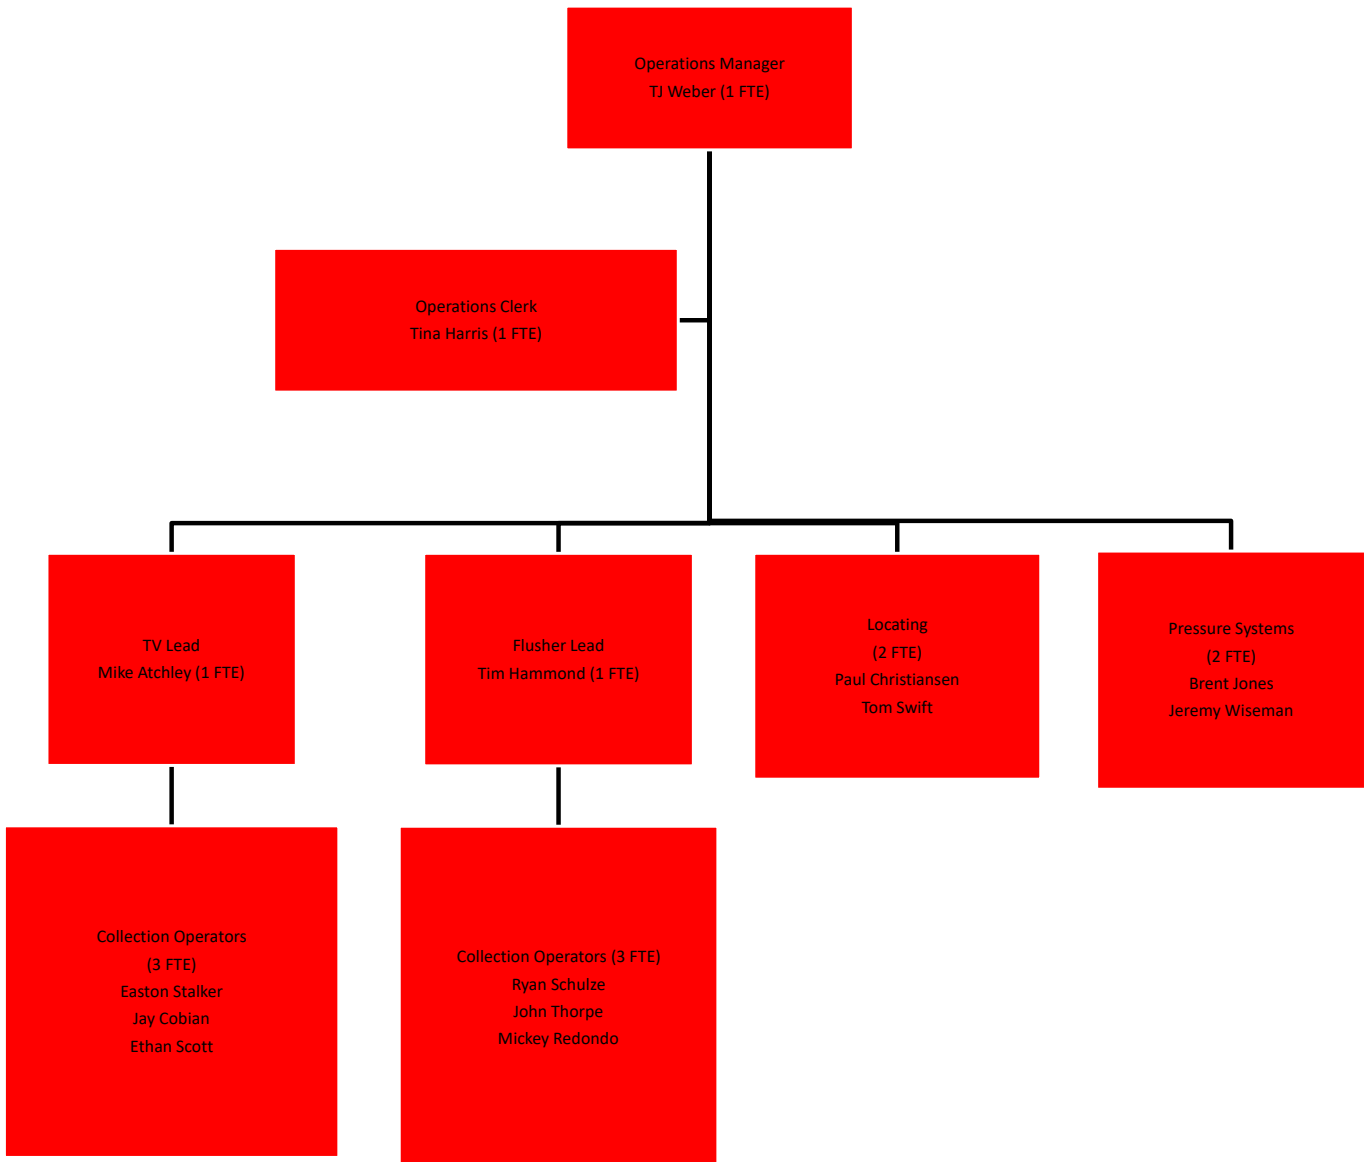 Operations Manager
TJ Weber (1 FTE)
Operations Clerk
Tina Harris (1 FTE)
TV Lead
Mike Atchley (1 FTE)
Flusher Lead
Tim Hammond (1 FTE)
Locating
(2 FTE)
Paul Christiansen
Tom Swift
Pressure Systems
(2 FTE)
Brent Jones
Jeremy Wiseman
Collection Operators
(3 FTE)
Easton Stalker
Jay Cobian
Ethan Scott
Collection Operators (3 FTE)
Ryan Schulze
John Thorpe
Mickey Redondo